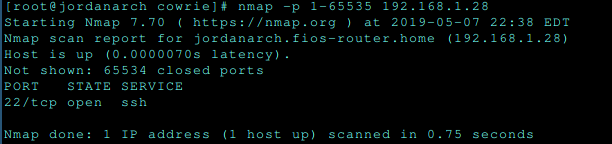 [root@jordanarch cowrie]# nmap -p 1-65535 192.168.1.28
Starting Nmap 7.70 ( https://nmap.org ) at 2019-05-07 22:38 EDT
Nmap scan report for jordanarch.fios-router.home (192.168.1.28)
Host is up (0.0000070s latency).
Not shown: 65534 closed ports
PORT   STATE SERVICE
22/tcp open  ssh

Nmap done: 1 IP address (1 host up) scanned in 0.75 seconds